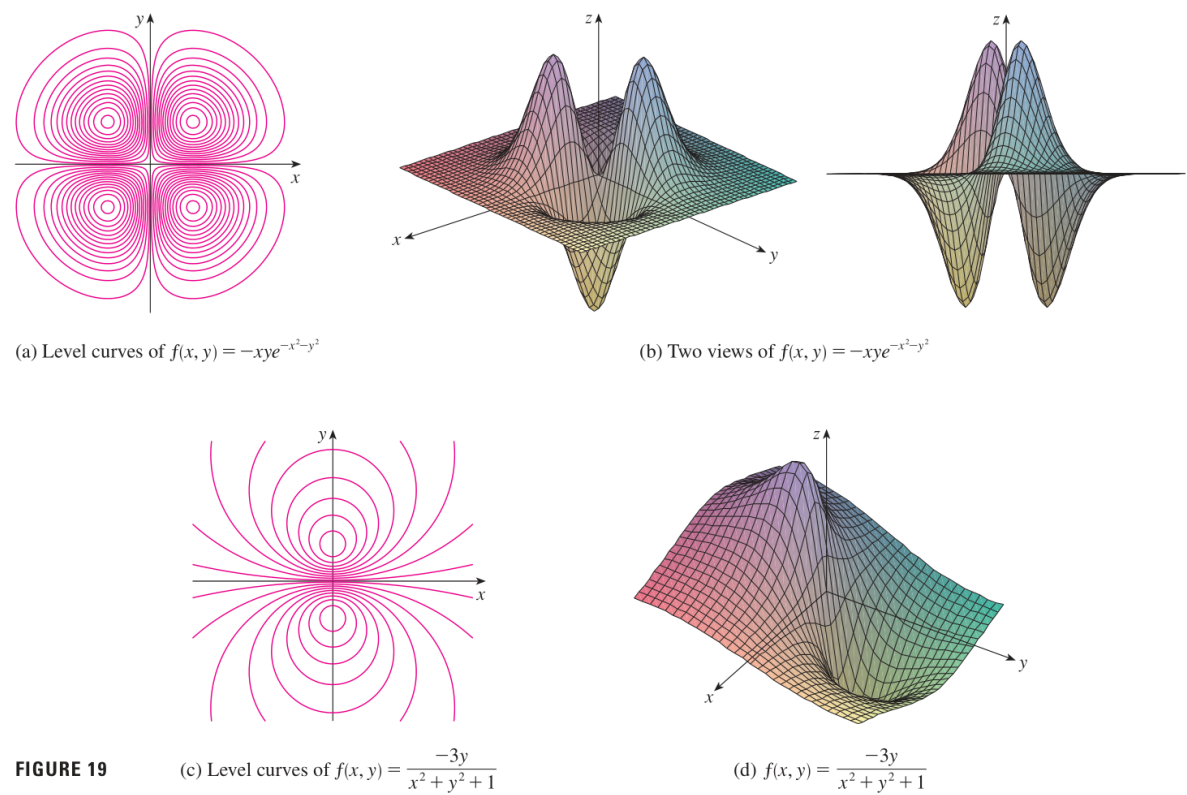 y
x
z
x
y
z
(a) Level curves of f(x, y) = −xye^{−x²−y²}
(b) Two views of f(x, y) = −xye^{−x²−y²}
y
x
z
x
y
FIGURE 19
(c) Level curves of f(x, y) = −3y / x² + y² + 1
(d) f(x, y) = −3y / x² + y² + 1